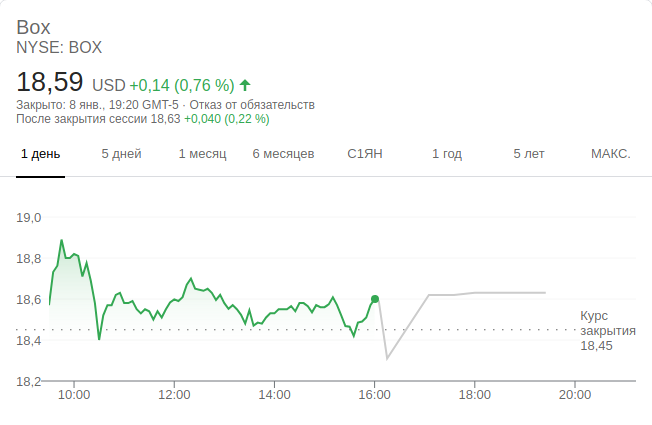 Box
NYSE: BOX
18,59 USD +0,14 (0,76 %)
Закрыто: 8 янв., 19:20 GMT-5 · Отказ от обязательств
После закрытия сессии 18,63 +0,040 (0,22 %)
1 день 5 дней 1 месяц 6 месяцев С1ЯН 1 год 5 лет МАКС.
19,0
18,8
18,6
Курс
закрытия
18,45
18,4
18,2
10:00 12:00 14:00 16:00 18:00 20:00